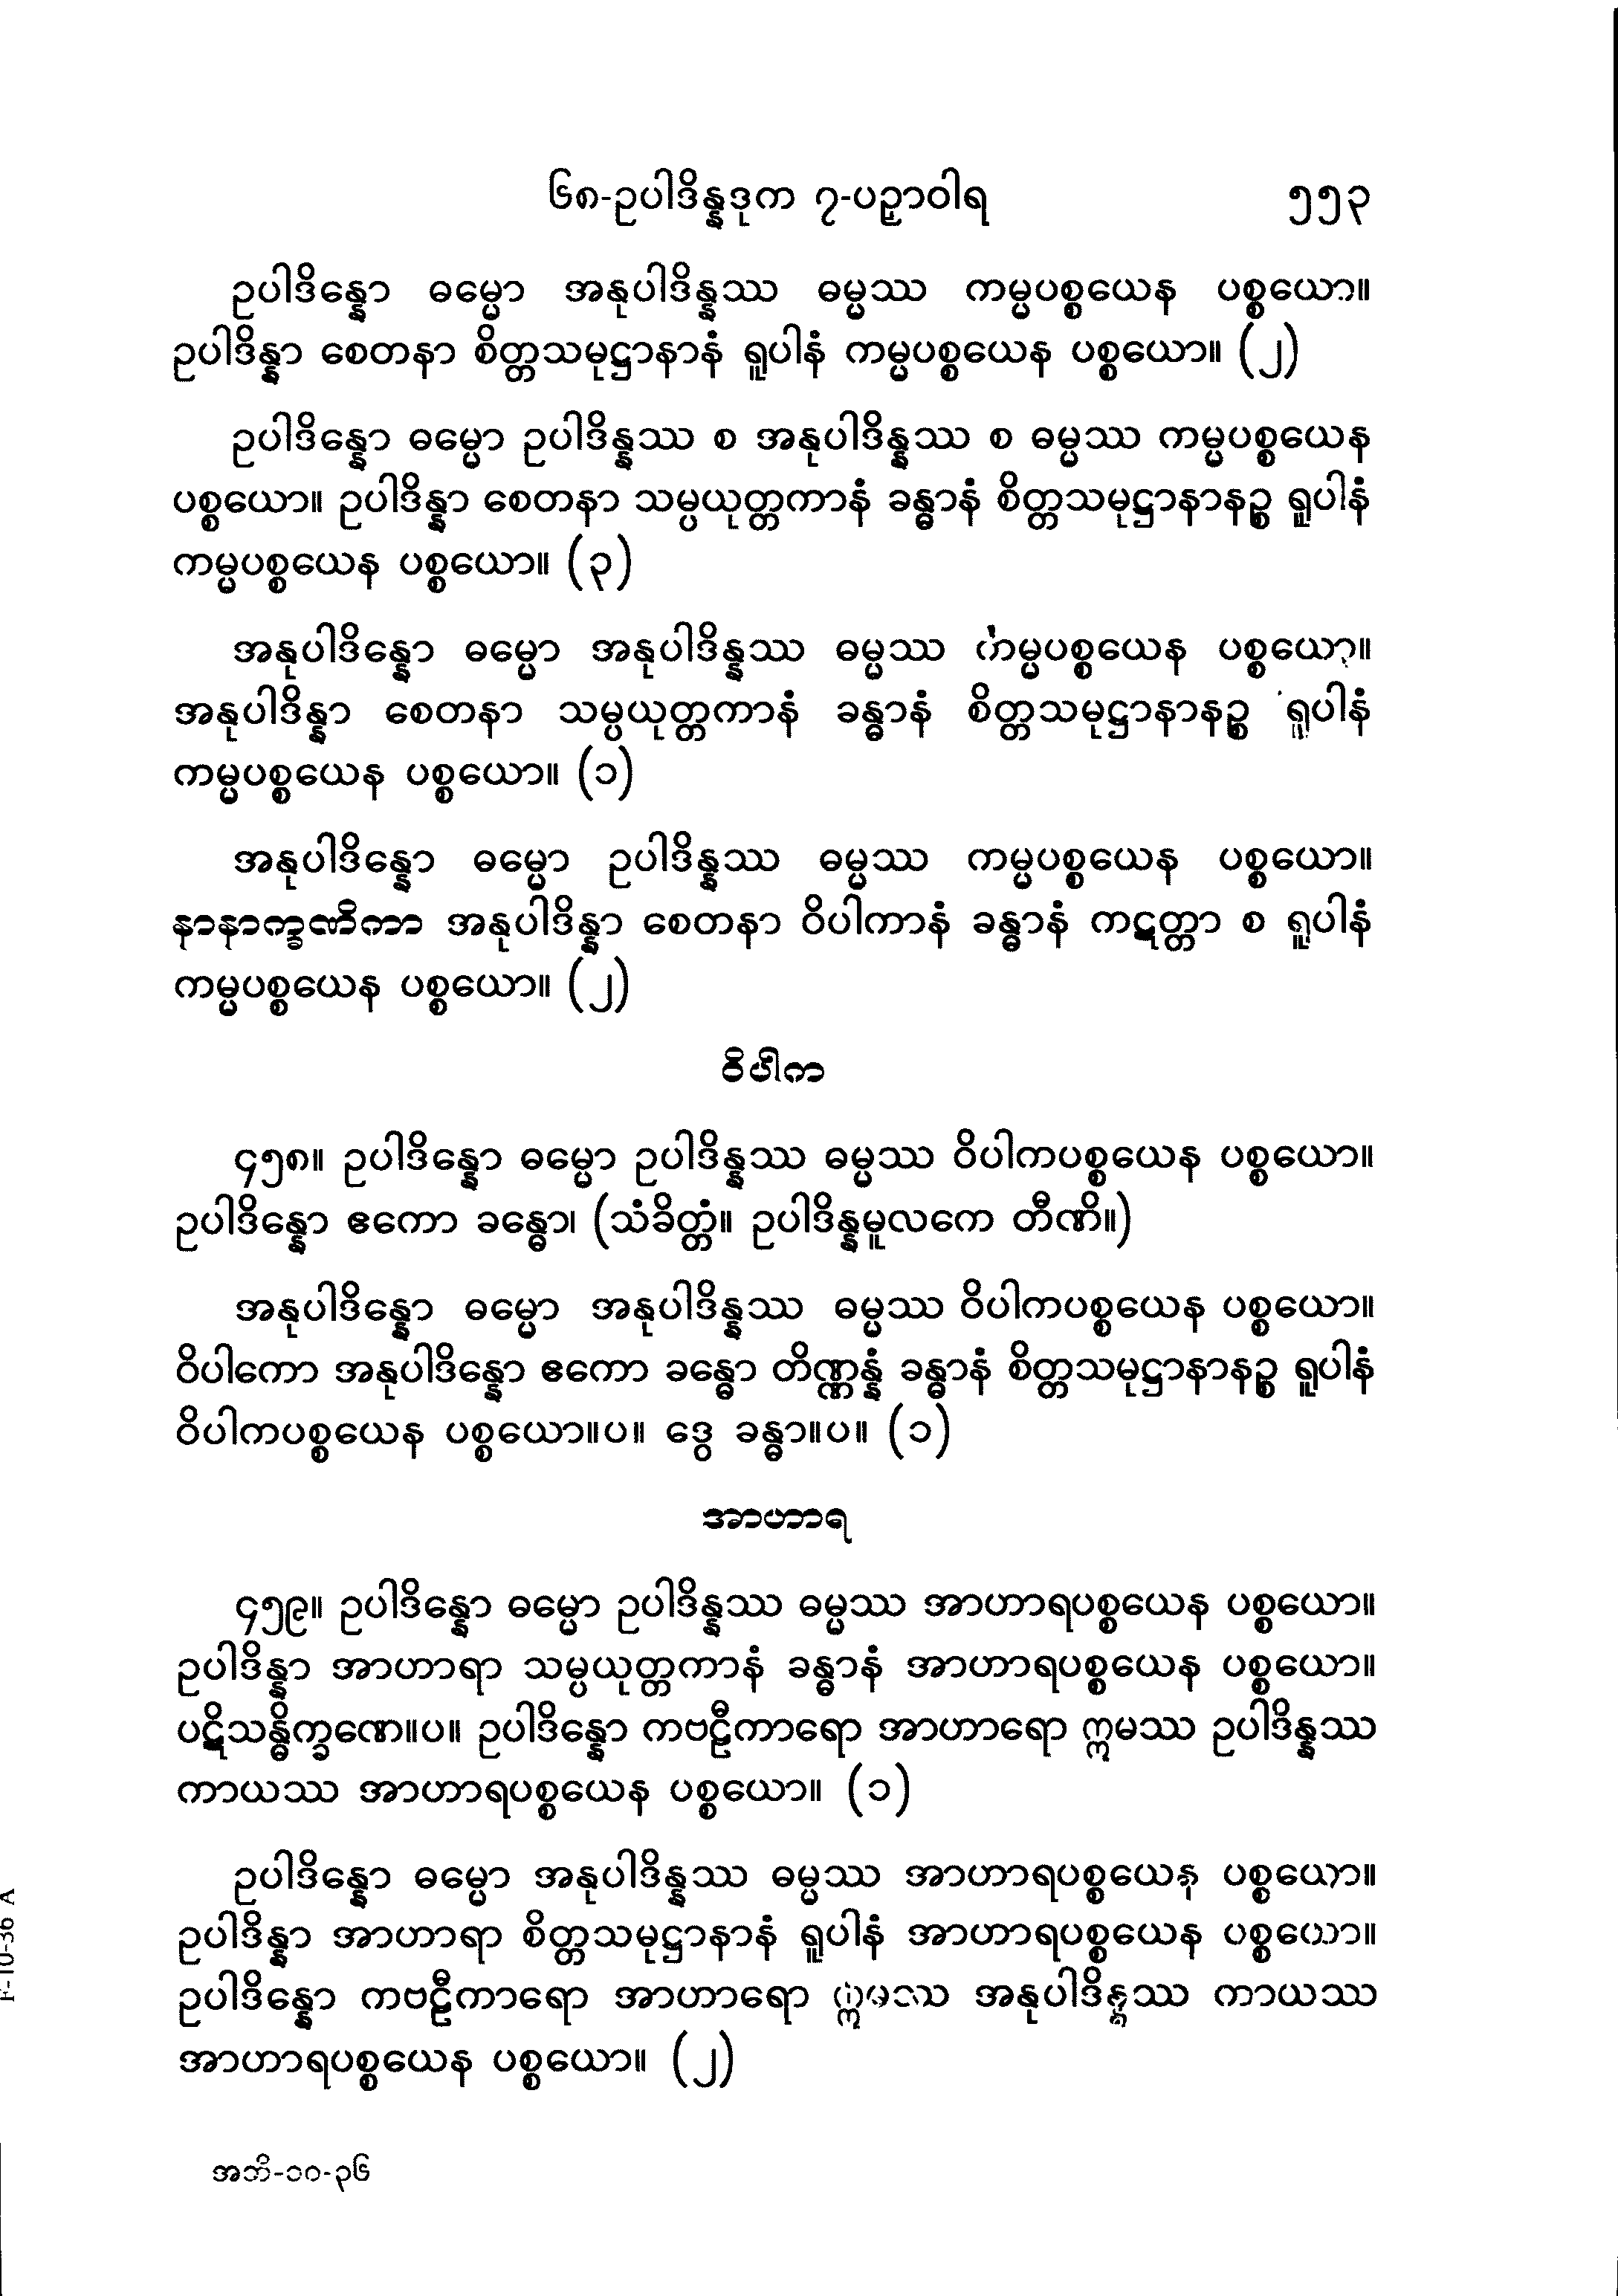 ၆၈-ဥပါဒိန္နဒုက ၇-ပဉှာဝါရ ၅၅၃
ဥပါဒိန္နော ဓမ္မော အနုပါဒိန္နဿ ဓမ္မဿ ကမ္မပစ္စယေန ပစ္စယော။
ဥပါဒိန္နာ စေတနာ စိတ္တသမုဋ္ဌာနာနံ ရူပါနံ ကမ္မပစ္စယေန ပစ္စယော။ (၂)
ဥပါဒိန္နော ဓမ္မော ဥပါဒိန္နဿ စ အနုပါဒိန္နဿ စ ဓမ္မဿ ကမ္မပစ္စယေန
ပစ္စယော။ ဥပါဒိန္နာ စေတနာ သမ္ပယုတ္တကာနံ ခန္ဓာနံ စိတ္တသမုဋ္ဌာနာနဉ္စ ရူပါနံ
ကမ္မပစ္စယေန ပစ္စယော။ (၃)
အနုပါဒိန္နော ဓမ္မော အနုပါဒိန္နဿ ဓမ္မဿ ကမ္မပစ္စယေန ပစ္စယော။
အနုပါဒိန္နာ စေတနာ သမ္ပယုတ္တကာနံ ခန္ဓာနံ စိတ္တသမုဋ္ဌာနာနဉ္စ ရူပါနံ
ကမ္မပစ္စယေန ပစ္စယော။ (၁)
အနုပါဒိန္နော ဓမ္မော ဥပါဒိန္နဿ ဓမ္မဿ ကမ္မပစ္စယေန ပစ္စယော။
နာနာက္ခဏိကာ အနုပါဒိန္နာ စေတနာ ဝိပါကာနံ ခန္ဓာနံ ကဋတ္တာ စ ရူပါနံ
ကမ္မပစ္စယေန ပစ္စယော။ (၂)
ဝိပါက
၄၅၈။ ဥပါဒိန္နော ဓမ္မော ဥပါဒိန္နဿ ဓမ္မဿ ဝိပါကပစ္စယေန ပစ္စယော။
ဥပါဒိန္နော ဧကော ခန္ဓော၊ (သံခိတ္တံ။ ဥပါဒိန္နမူလကေ တီဏိ။)
အနုပါဒိန္နော ဓမ္မော အနုပါဒိန္နဿ ဓမ္မဿ ဝိပါကပစ္စယေန ပစ္စယော။
ဝိပါကော အနုပါဒိန္နော ဧကော ခန္ဓော တိဏ္ဏန္နံ ခန္ဓာနံ စိတ္တသမုဋ္ဌာနာနဉ္စ ရူပါနံ
ဝိပါကပစ္စယေန ပစ္စယော။ပ။ ဒွေ ခန္ဓာ။ပ။ (၁)
အာဟာရ
၄၅၉။ ဥပါဒိန္နော ဓမ္မော ဥပါဒိန္နဿ ဓမ္မဿ အာဟာရပစ္စယေန ပစ္စယော။
ဥပါဒိန္နာ အာဟာရာ သမ္ပယုတ္တကာနံ ခန္ဓာနံ အာဟာရပစ္စယေန ပစ္စယော။
ပဋိသန္ဓိက္ခဏေ။ပ။ ဥပါဒိန္နော ကဗဠီကာရော အာဟာရော ဣမဿ ဥပါဒိန္နဿ
ကာယဿ အာဟာရပစ္စယေန ပစ္စယော။ (၁)
ဥပါဒိန္နော ဓမ္မော အနုပါဒိန္နဿ ဓမ္မဿ အာဟာရပစ္စယေန ပစ္စယော။
ဥပါဒိန္နာ အာဟာရာ စိတ္တသမုဋ္ဌာနာနံ ရူပါနံ အာဟာရပစ္စယေန ပစ္စယော။
ဥပါဒိန္နော ကဗဠီကာရော အာဟာရော ဣမဿ အနုပါဒိန္နဿ ကာယဿ
အာဟာရပစ္စယေန ပစ္စယော။ (၂)
အဘိ-၁၀-၃၆
F-10-36 A